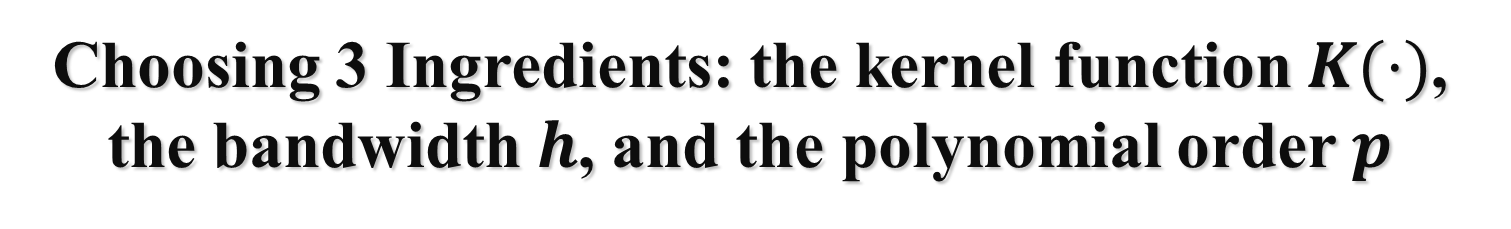 Choosing 3 Ingredients: the kernel function K(·),
the bandwidth h, and the polynomial order p